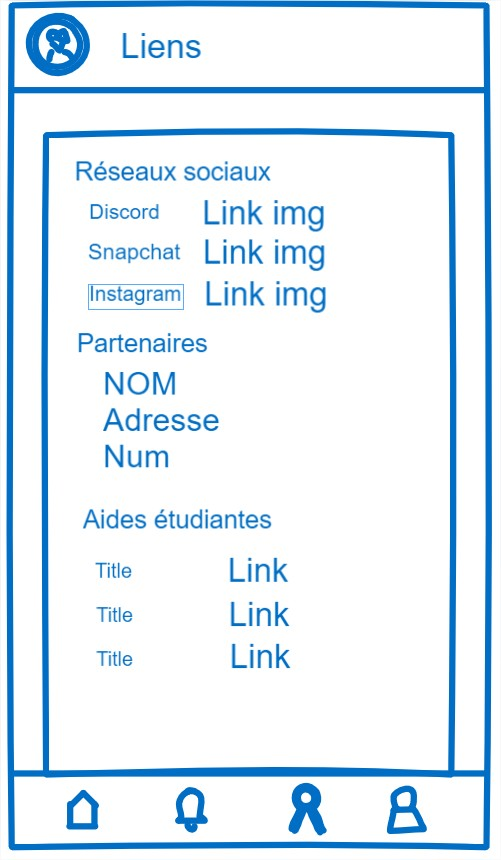 Liens
Réseaux sociaux
Discord Link img
Snapchat Link img
Instagram Link img
Partenaires
NOM
Adresse
Num
Aides étudiantes
Title Link
Title Link
Title Link